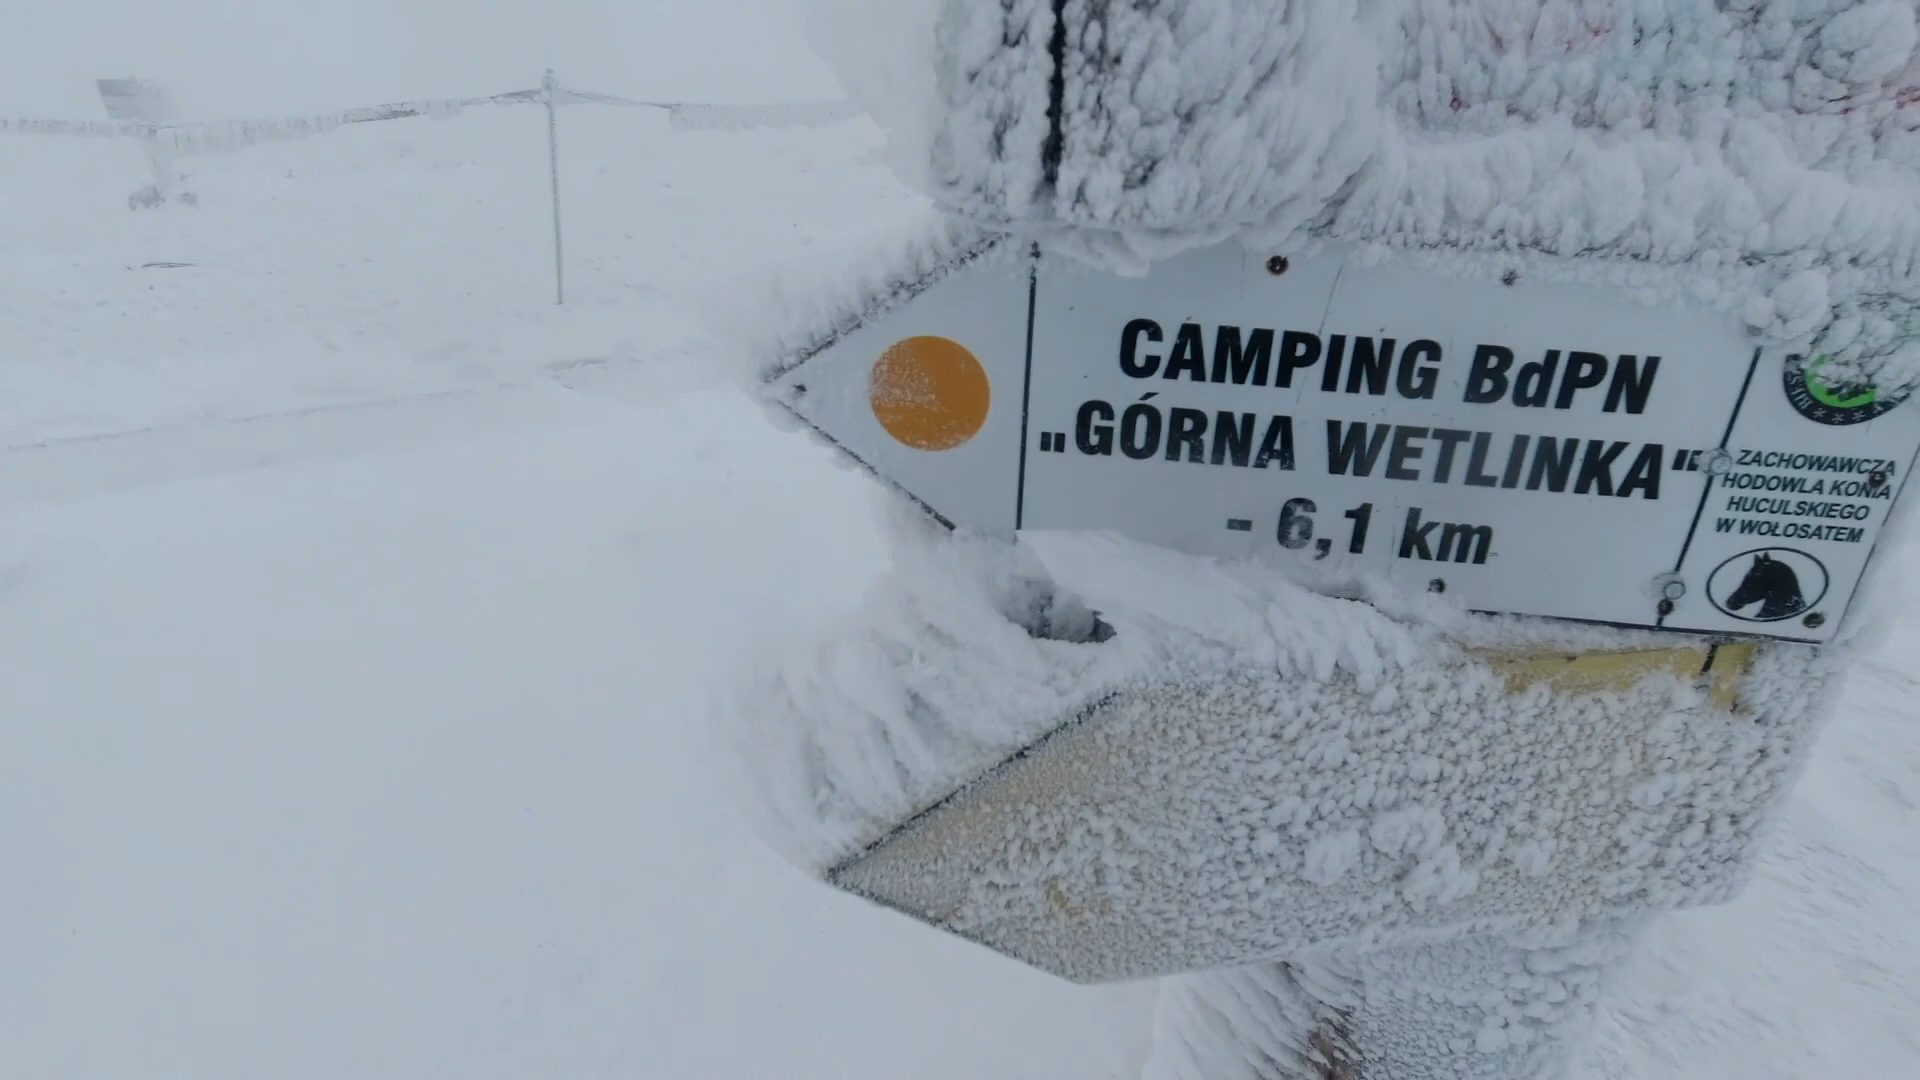 CAMPING BdPN
„GÓRNA WETLINKA"
- 6,1 km
ZACHOWAWCZA
HODOWLA KONIA
HUCULSKIEGO
W WOŁOSATEM